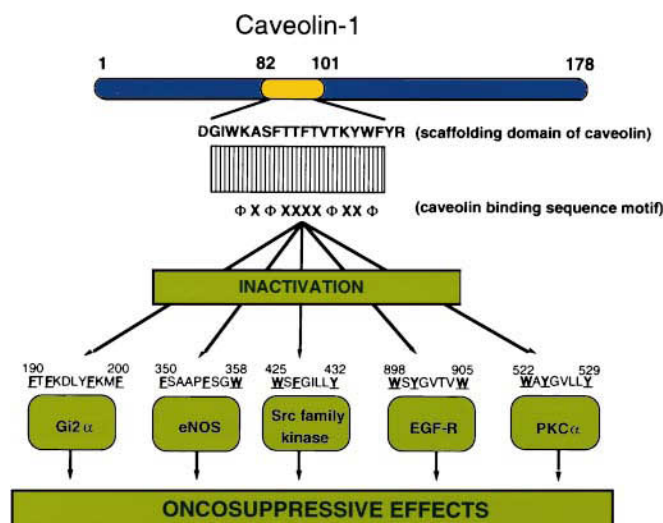 Caveolin-1
1 82 101 178
DGIWKASFTTFTVTKYWFYR (scaffolding domain of caveolin)
Φ X Φ XXXX Φ XX Φ (caveolin binding sequence motif)
INACTIVATION
190 200 350 358 425 432 898 905 522 529
FTFKDLYFKMF FSAAPFSGW WSFGILLY WSYGVTVW WAYGVLLY
Gi2 α eNOS Src family kinase EGF-R PKCα
ONCOSUPPRESSIVE EFFECTS